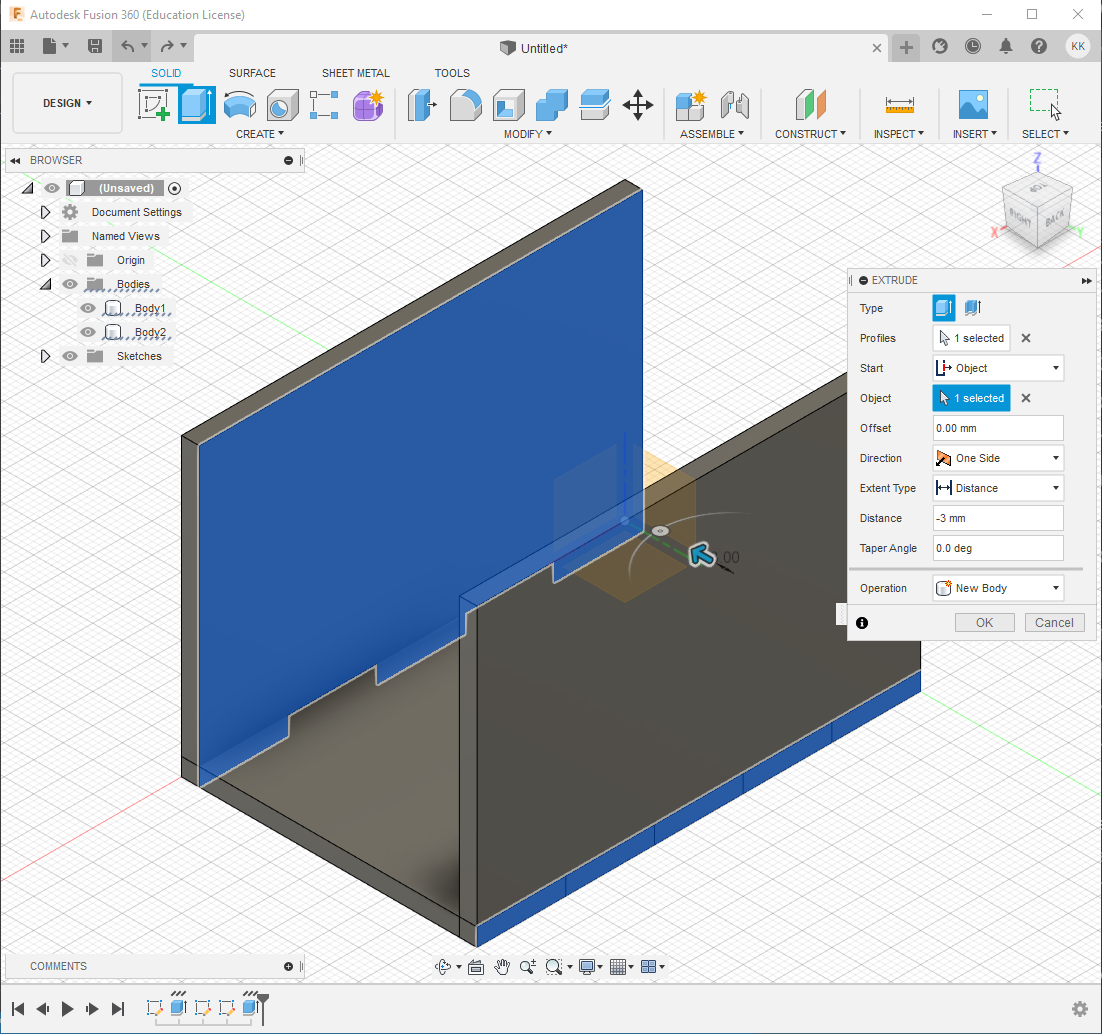 Autodesk Fusion 360 (Education License)
Untitled*
KK
DESIGN
SOLID
SURFACE
SHEET METAL
TOOLS
CREATE
MODIFY
ASSEMBLE
CONSTRUCT
INSPECT
INSERT
SELECT
BROWSER
(Unsaved)
Document Settings
Named Views
Origin
Bodies
Body1
Body2
Sketches
Z
TOP
RIGHT
BACK
X
Y
EXTRUDE
Type
Profiles
1 selected
Start
Object
Object
1 selected
Offset
0.00 mm
Direction
One Side
Extent Type
Distance
Distance
-3 mm
Taper Angle
0.0 deg
Operation
New Body
OK
Cancel
COMMENTS